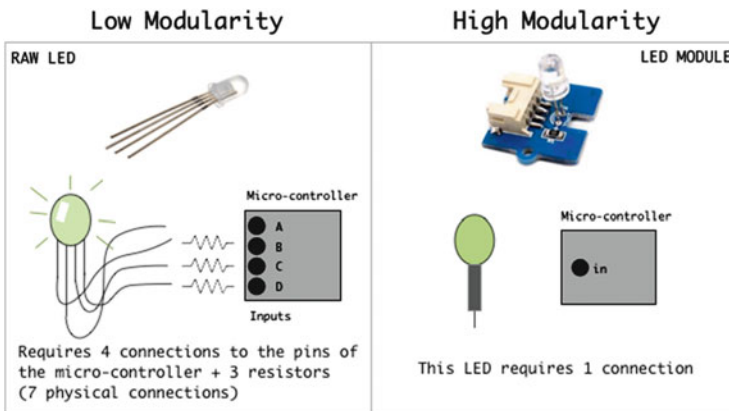 Low Modularity
High Modularity
RAW LED
LED MODULE
Micro-controller
A
B
C
D
Inputs
Requires 4 connections to the pins of
the micro-controller + 3 resistors
(7 physical connections)
Micro-controller
in
This LED requires 1 connection